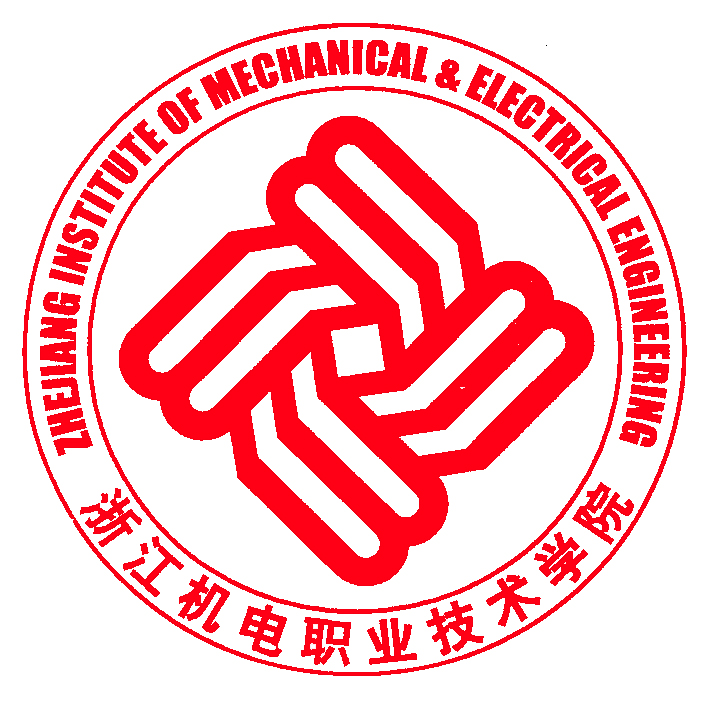 ZHEJIANG INSTITUTE OF MECHANICAL & ELECTRICAL ENGINEERING
浙江机电职业技术学院